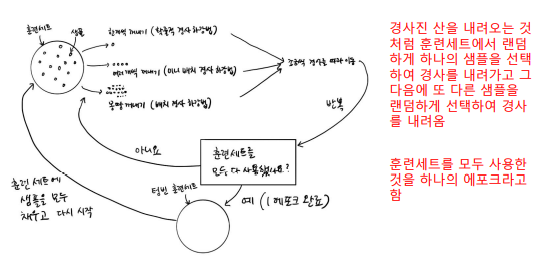 훈련세트
샘플
한개씩 꺼내기 (확률적 경사 하강법)
여러개씩 꺼내기 (미니 배치 경사 하강법)
몽땅 꺼내기 (배치 경사 하강법)
조금씩 경사를 따라 이동
반복
훈련세트를
모두 다 사용했나요?
아니요
예 (1 에포크 완료)
텅빈 훈련세트
훈련 세트에
샘플을 모두
채우고 다시 시작
경사진 산을 내려오는 것
처럼 훈련세트에서 랜덤
하게 하나의 샘플을 선택
하여 경사를 내려가고 그
다음에 또 다른 샘플을
랜덤하게 선택하여 경사
를 내려옴
훈련세트를 모두 사용한
것을 하나의 에포크라고
함